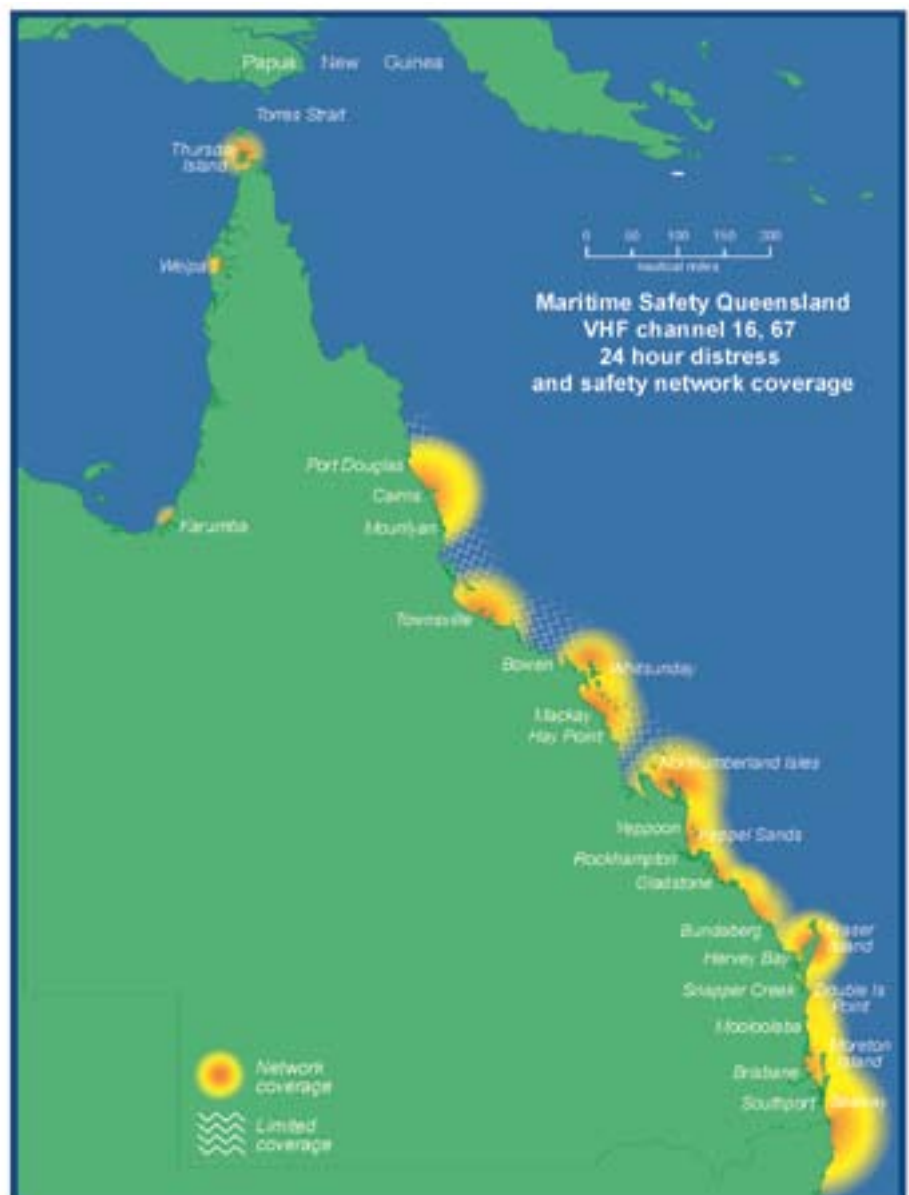 Papua New Guinea
Torres Strait
Thursday
Island
0 50 100 150 200
nautical miles
Weipa
Maritime Safety Queensland
VHF channel 16, 67
24 hour distress
and safety network coverage
Port Douglas
Cairns
Karumba
Mourilyan
Townsville
Bowen
Whitsunday
Mackay
Hay Point
Northumberland Isles
Yeppoon
Keppel Sands
Rockhampton
Gladstone
Bundaberg
Fraser
Island
Hervey Bay
Snapper Creek
Double Is
Point
Mooloolaba
Moreton
Island
Brisbane
Southport
Seaway
Network
coverage
Limited
coverage